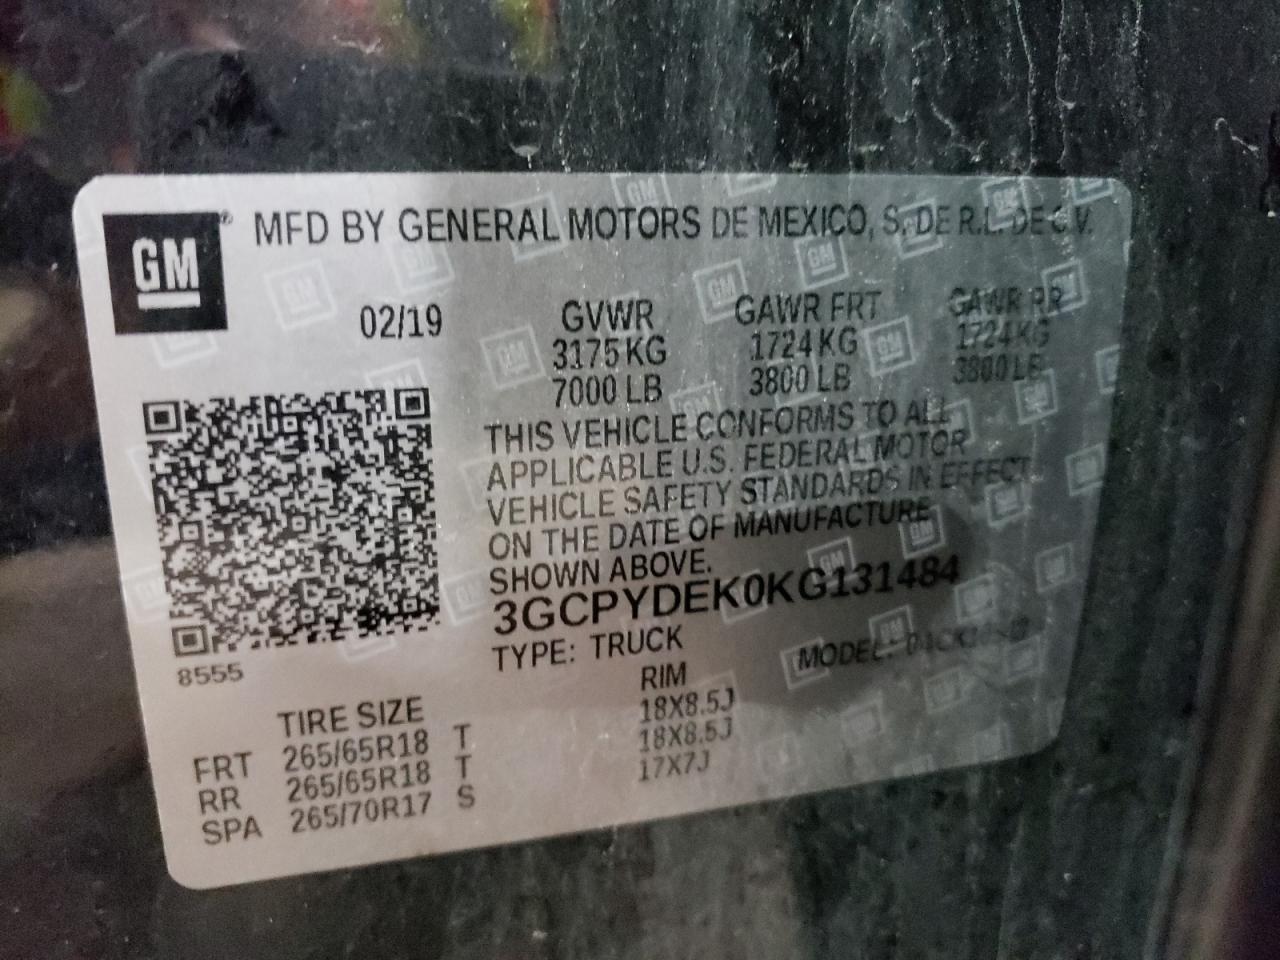 GM® MFD BY GENERAL MOTORS DE MEXICO, S. DE R.L. DE C.V.
02/19 GVWR GAWR FRT GAWR RR
3175 KG 1724 KG 1724 KG
7000 LB 3800 LB 3800 LB
THIS VEHICLE CONFORMS TO ALL
APPLICABLE U.S. FEDERAL MOTOR
VEHICLE SAFETY STANDARDS IN EFFECT
ON THE DATE OF MANUFACTURE
SHOWN ABOVE.
3GCPYDEK0KG131484
TYPE: TRUCK MODEL:
8555
TIRE SIZE RIM
FRT 265/65R18 T 18X8.5J
RR 265/65R18 T 18X8.5J
SPA 265/70R17 S 17X7J